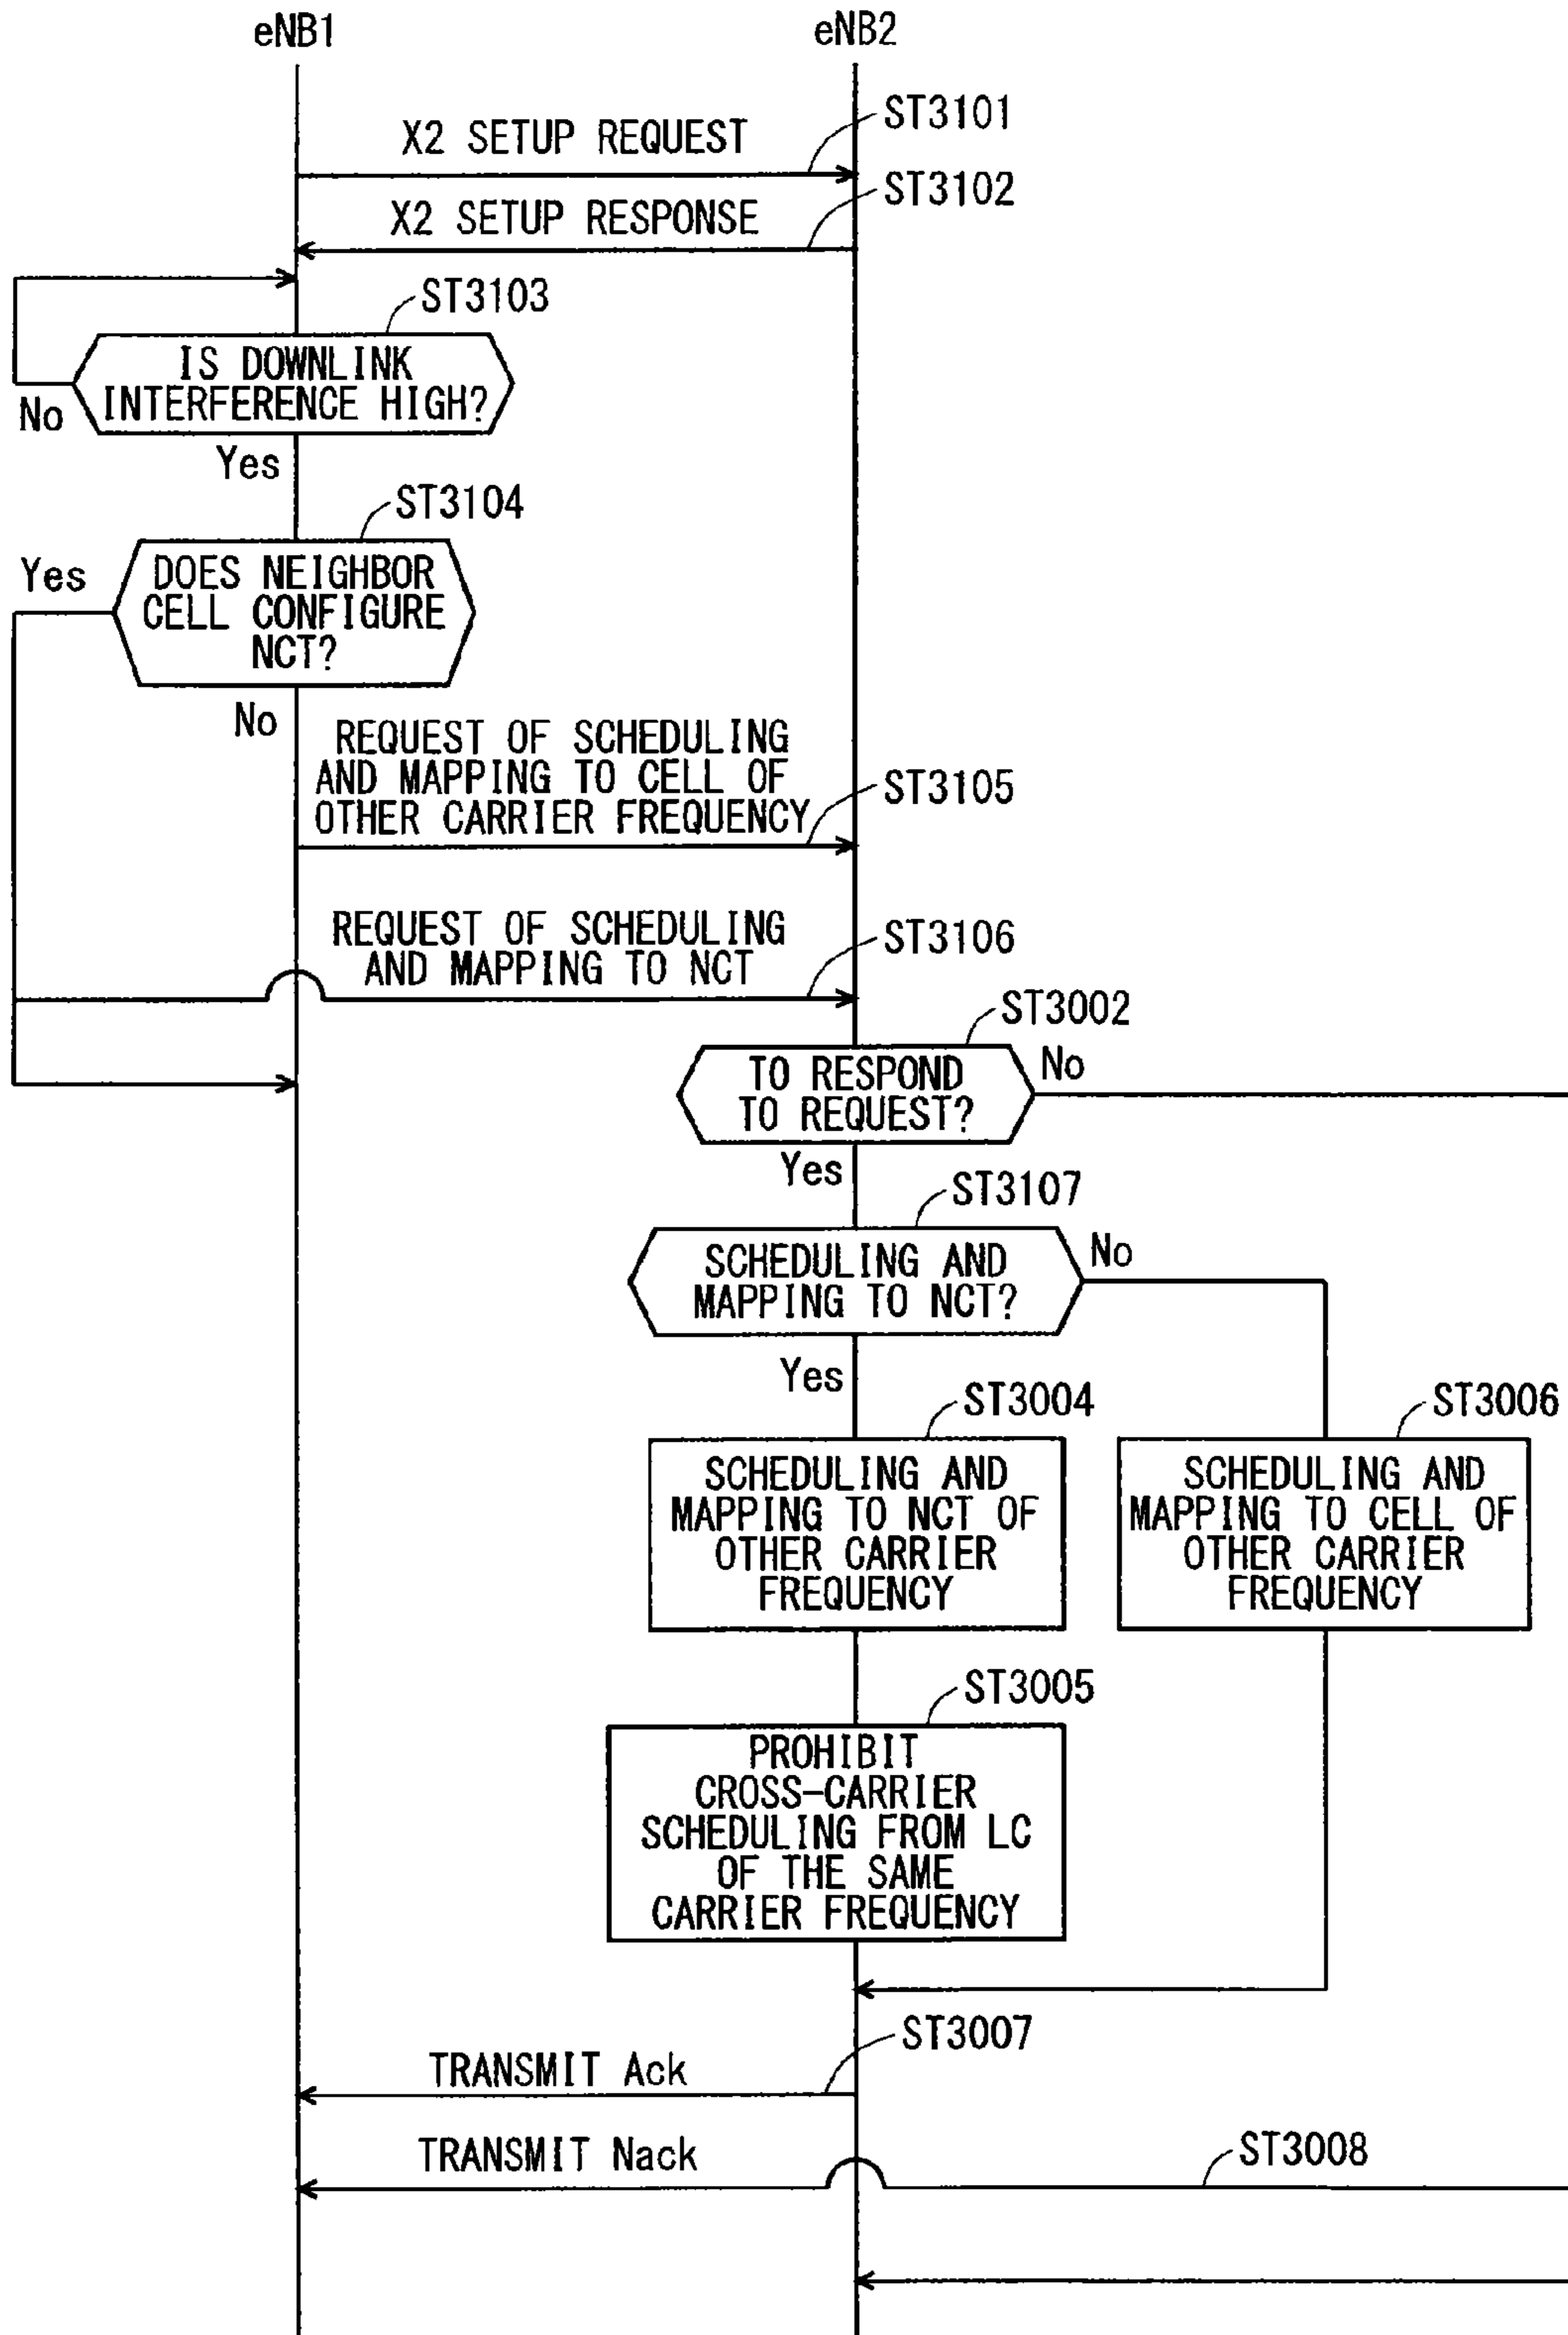 eNB1
eNB2
ST3101
X2 SETUP REQUEST
ST3102
X2 SETUP RESPONSE
ST3103
IS DOWNLINK
INTERFERENCE HIGH?
No
Yes
ST3104
Yes
DOES NEIGHBOR
CELL CONFIGURE
NCT?
No
REQUEST OF SCHEDULING
AND MAPPING TO CELL OF
OTHER CARRIER FREQUENCY
ST3105
REQUEST OF SCHEDULING
AND MAPPING TO NCT
ST3106
ST3002
TO RESPOND
TO REQUEST?
No
Yes
ST3107
SCHEDULING AND
MAPPING TO NCT?
No
Yes
ST3004
SCHEDULING AND
MAPPING TO NCT OF
OTHER CARRIER
FREQUENCY
ST3006
SCHEDULING AND
MAPPING TO CELL OF
OTHER CARRIER
FREQUENCY
ST3005
PROHIBIT
CROSS-CARRIER
SCHEDULING FROM LC
OF THE SAME
CARRIER FREQUENCY
ST3007
TRANSMIT Ack
TRANSMIT Nack
ST3008